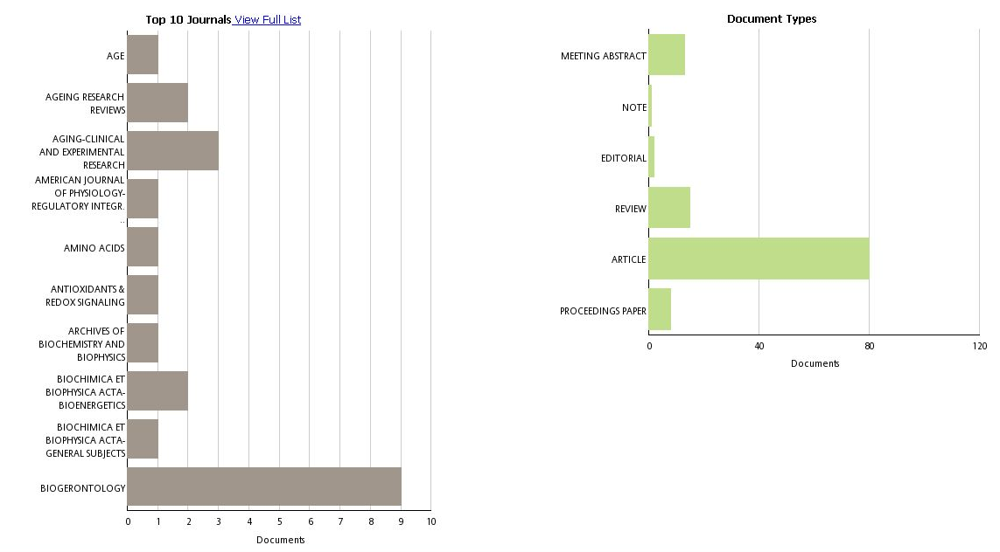 Top 10 Journals View Full List
AGE
AGEING RESEARCH
REVIEWS
AGING-CLINICAL
AND EXPERIMENTAL
RESEARCH
AMERICAN JOURNAL
OF PHYSIOLOGY-
REGULATORY INTEGR.
..
AMINO ACIDS
ANTIOXIDANTS &
REDOX SIGNALING
ARCHIVES OF
BIOCHEMISTRY AND
BIOPHYSICS
BIOCHIMICA ET
BIOPHYSICA ACTA-
BIOENERGETICS
BIOCHIMICA ET
BIOPHYSICA ACTA-
GENERAL SUBJECTS
BIOGERONTOLOGY
0 1 2 3 4 5 6 7 8 9 10
Documents
Document Types
MEETING ABSTRACT
NOTE
EDITORIAL
REVIEW
ARTICLE
PROCEEDINGS PAPER
0 40 80 120
Documents